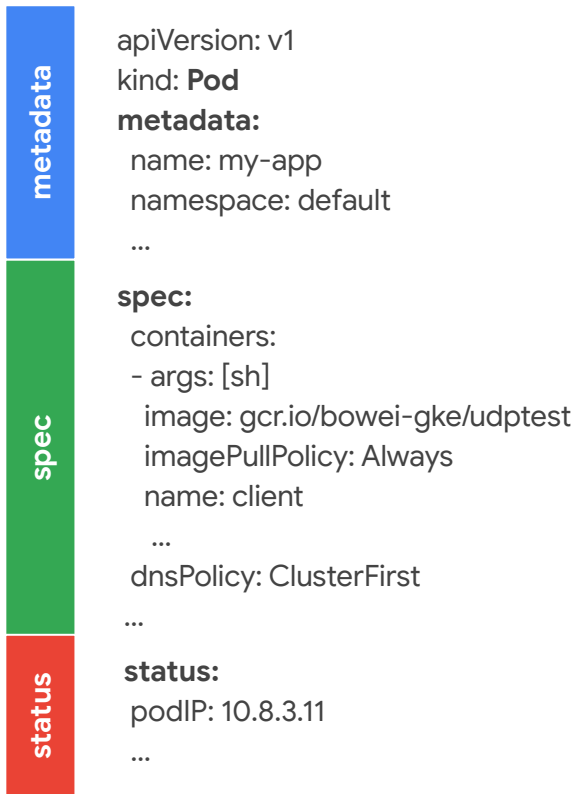 metadata
apiVersion: v1
kind: Pod
metadata:
name: my-app
namespace: default
...
spec
spec:
containers:
- args: [sh]
image: gcr.io/bowei-gke/udptest
imagePullPolicy: Always
name: client
...
dnsPolicy: ClusterFirst
...
status
status:
podIP: 10.8.3.11
...